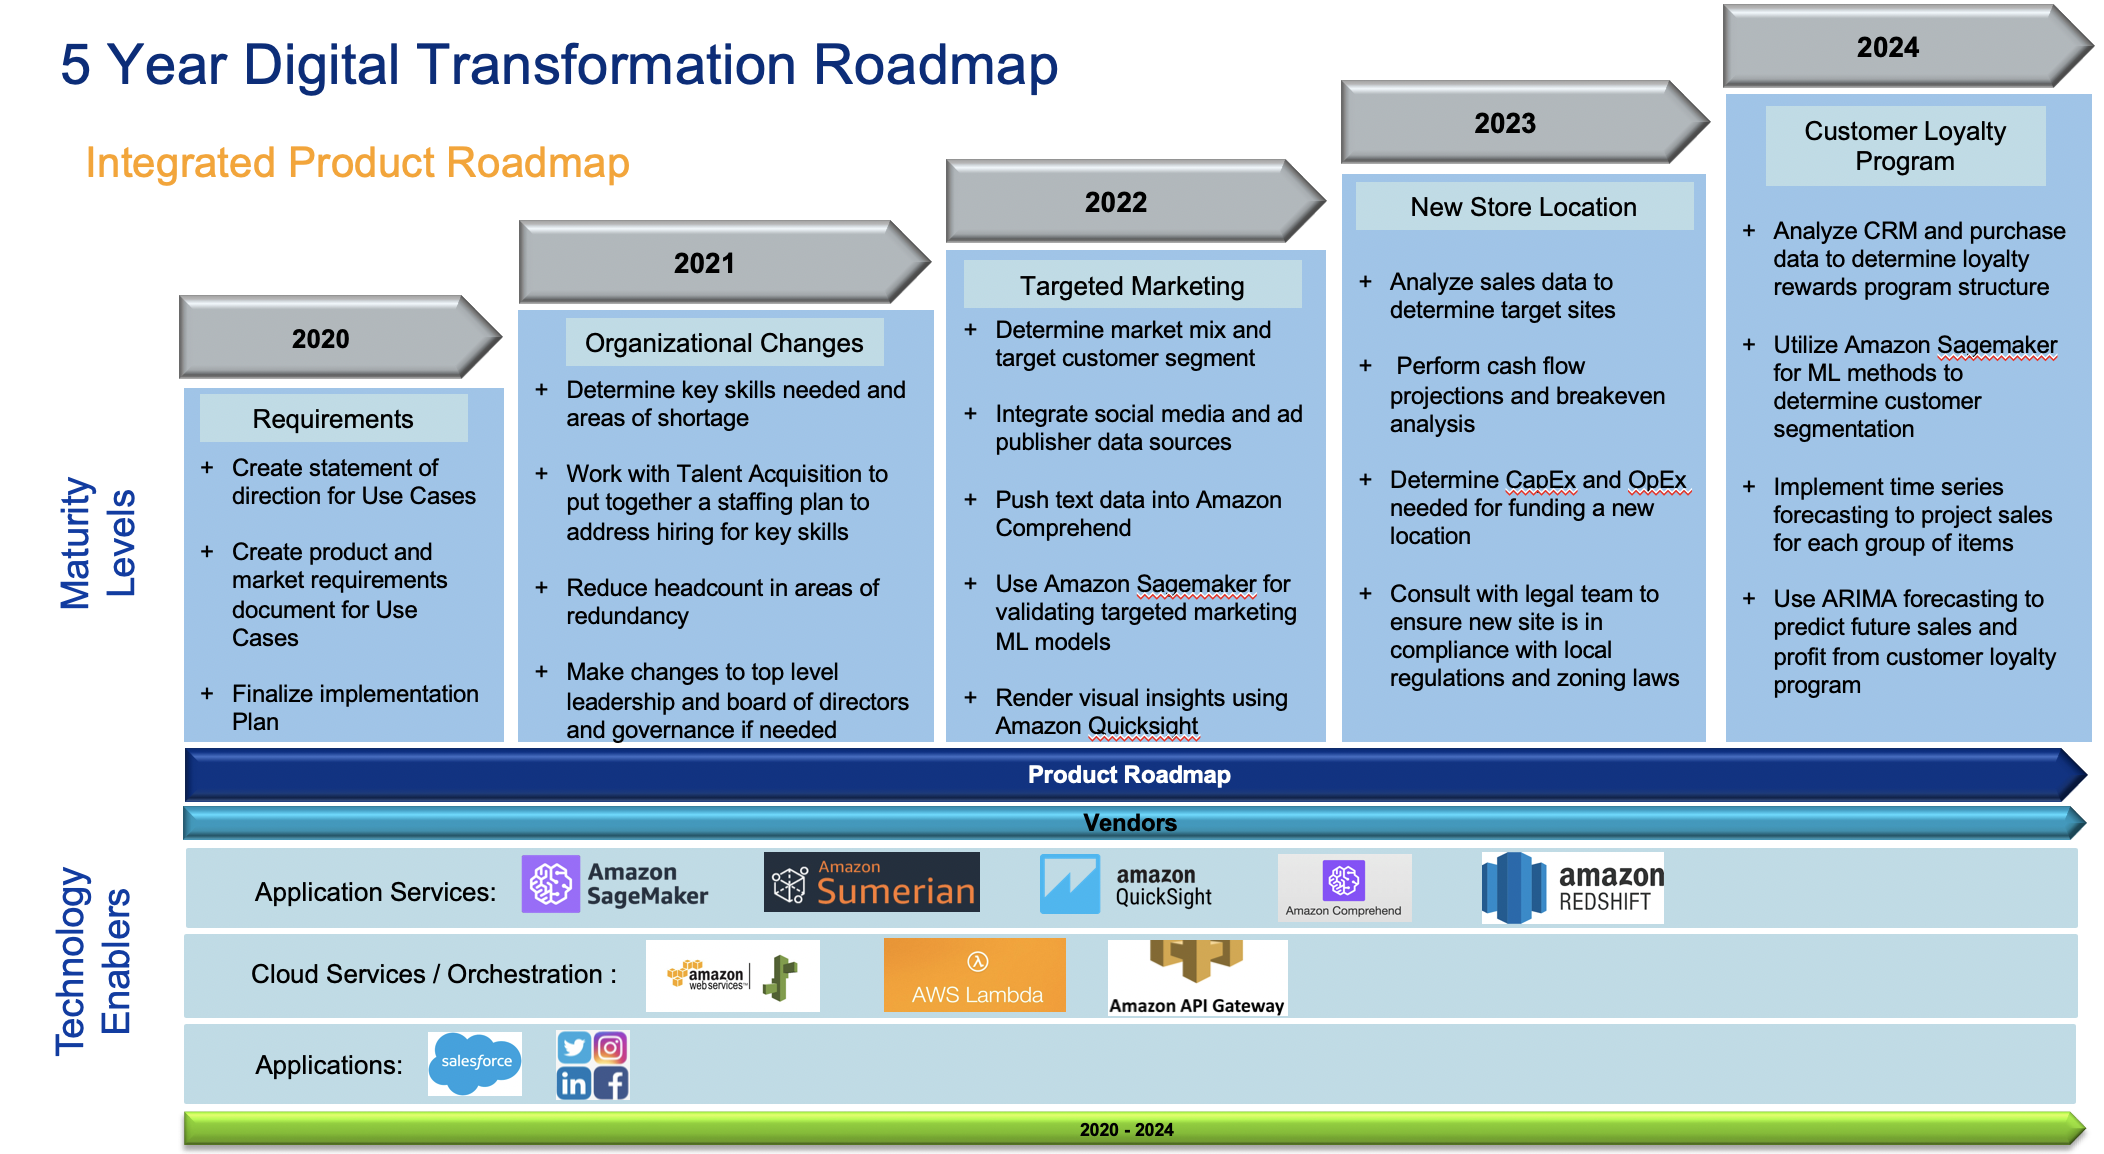 5 Year Digital Transformation Roadmap
Integrated Product Roadmap
2020
Requirements
+ Create statement of
direction for Use Cases
+ Create product and
market requirements
document for Use
Cases
+ Finalize implementation
Plan
2021
Organizational Changes
+ Determine key skills needed and
areas of shortage
+ Work with Talent Acquisition to
put together a staffing plan to
address hiring for key skills
+ Reduce headcount in areas of
redundancy
+ Make changes to top level
leadership and board of directors
and governance if needed
2022
Targeted Marketing
+ Determine market mix and
target customer segment
+ Integrate social media and ad
publisher data sources
+ Push text data into Amazon
Comprehend
+ Use Amazon Sagemaker for
validating targeted marketing
ML models
+ Render visual insights using
Amazon Quicksight
2023
New Store Location
+ Analyze sales data to
determine target sites
+ Perform cash flow
projections and breakeven
analysis
+ Determine CapEx and OpEx
needed for funding a new
location
+ Consult with legal team to
ensure new site is in
compliance with local
regulations and zoning laws
2024
Customer Loyalty
Program
+ Analyze CRM and purchase
data to determine loyalty
rewards program structure
+ Utilize Amazon Sagemaker
for ML methods to
determine customer
segmentation
+ Implement time series
forecasting to project sales
for each group of items
+ Use ARIMA forecasting to
predict future sales and
profit from customer loyalty
program
Maturity
Levels
Product Roadmap
Vendors
Technology
Enablers
Application Services:
Amazon
SageMaker
Amazon
Sumerian
amazon
QuickSight
Amazon Comprehend
amazon
REDSHIFT
Cloud Services / Orchestration :
amazon
web services™
λ
AWS Lambda
Amazon API Gateway
Applications:
salesforce
in f
2020 - 2024